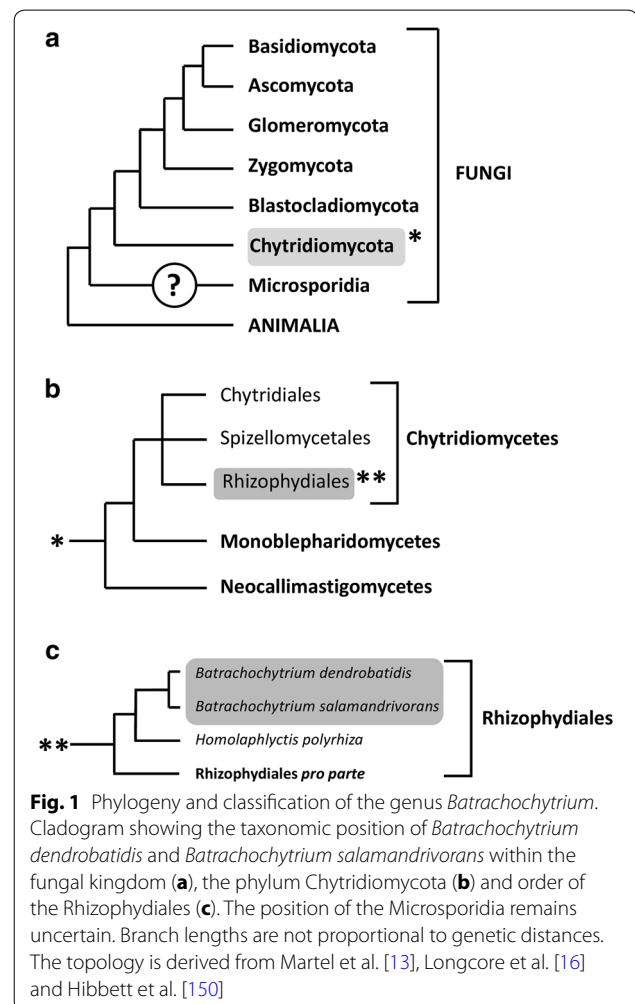 a
Basidiomycota
Ascomycota
Glomeromycota
Zygomycota
FUNGI
Blastocladiomycota
Chytridiomycota *
? Microsporidia
ANIMALIA
b
Chytridiales
Spizellomycetales
Chytridiomycetes
Rhizophydiales **
* Monoblepharidomycetes
Neocallimastigomycetes
c
Batrachochytrium dendrobatidis
Batrachochytrium salamandrivorans
Rhizophydiales
** Homolaphlyctis polyrhiza
Rhizophydiales pro parte
Fig. 1 Phylogeny and classification of the genus Batrachochytrium.
Cladogram showing the taxonomic position of Batrachochytrium
dendrobatidis and Batrachochytrium salamandrivorans within the
fungal kingdom (a), the phylum Chytridiomycota (b) and order of
the Rhizophydiales (c). The position of the Microsporidia remains
uncertain. Branch lengths are not proportional to genetic distances.
The topology is derived from Martel et al. [13], Longcore et al. [16]
and Hibbett et al. [150]